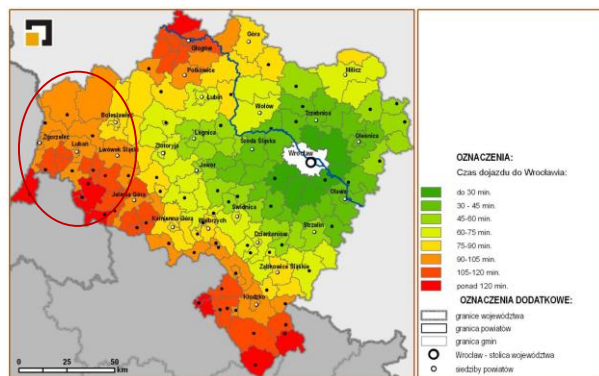 Góra
Głogów
Milicz
Polkowice
Lubin
Wołów
Trzebnica
Bolesławiec
Oleśnica
Zgorzelec
Legnica
Lubań
Środa Śląska
Lwówek Śląski
Złotoryja
Wrocław
Jawor
Jelenia Góra
Oława
Świdnica
Strzelin
Kamienna Góra
Wałbrzych
Dzierżoniów
Ząbkowice Śląskie
Kłodzko
0 25 50
km
OZNACZENIA:
Czas dojazdu do Wrocławia:
do 30 min.
30 - 45 min.
45-60 min.
60-75 min.
75-90 min.
90-105 min.
105-120 min.
ponad 120 min.
OZNACZENIA DODATKOWE:
granice województwa
granica powiatów
granica gmin
Wrocław - stolica województwa
siedziby powiatów